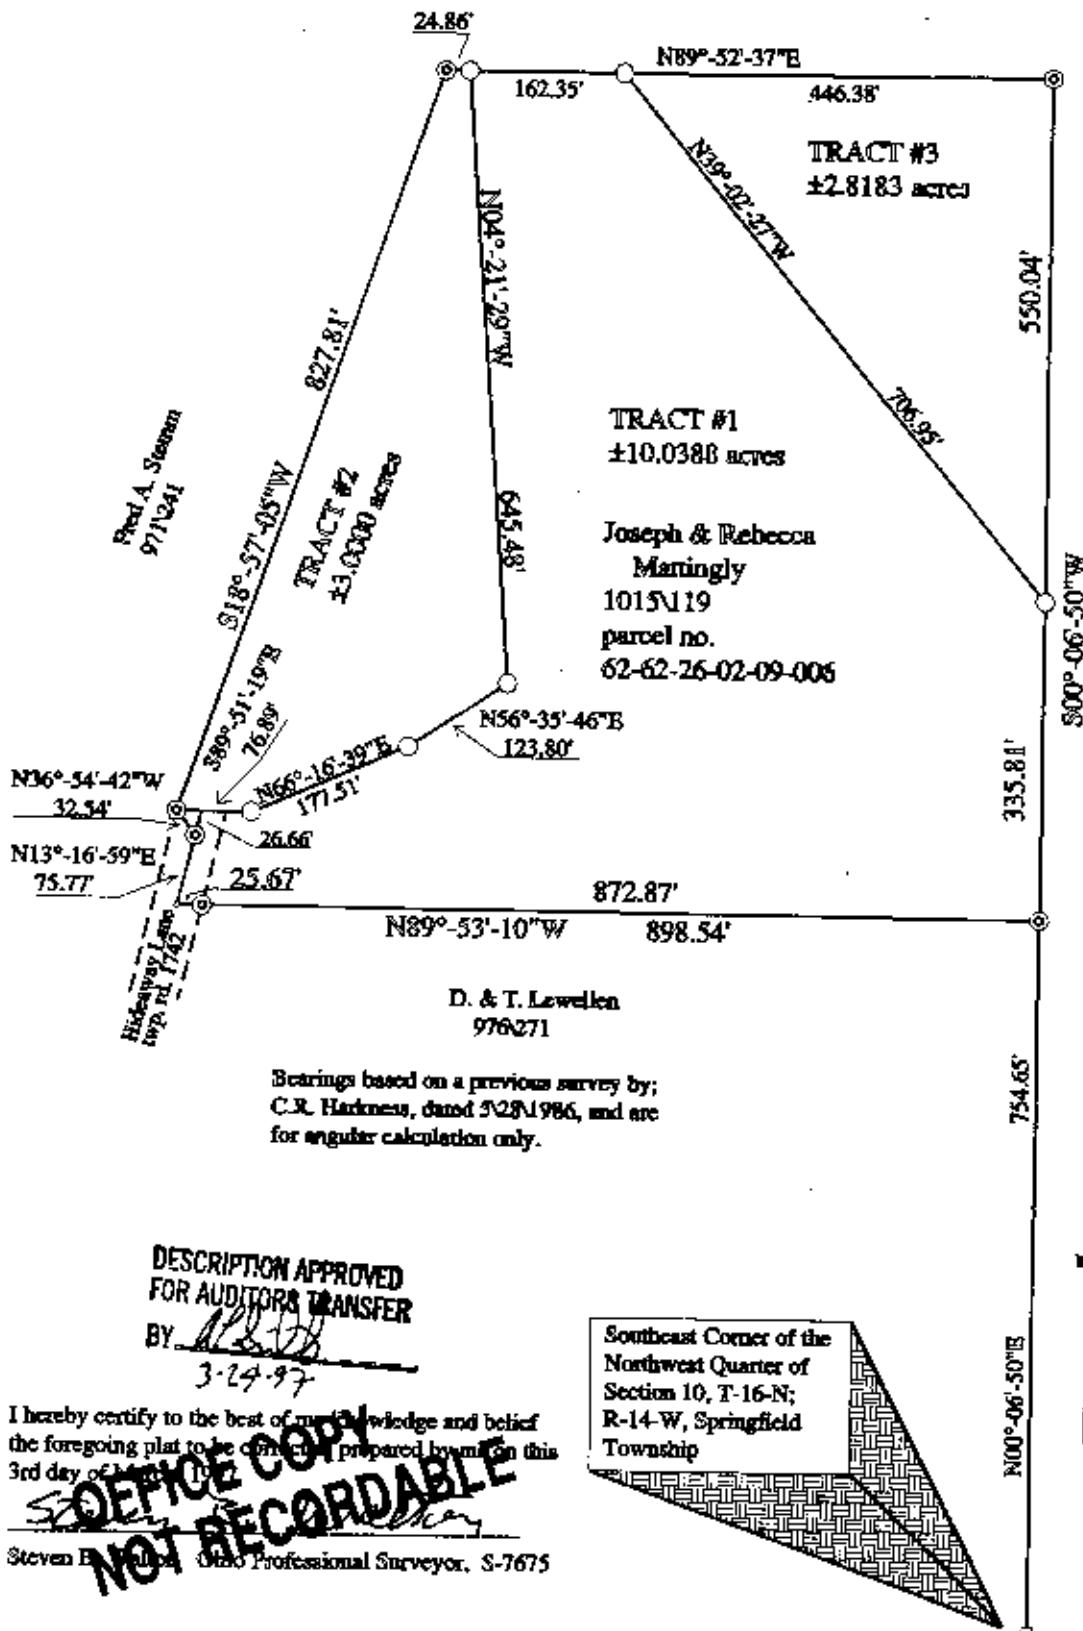 24.86'
N89°-52'-37"E
162.35'
446.38'
TRACT #3
±2.8183 acres
N39°-02'-27"W
706.95'
550.04'
N04°-21'-29"W
645.48'
827.81'
S18°-57'-05"W
Fred A.
971\241
TRACT #2
±3.0000 acres
TRACT #1
±10.0388 acres
Joseph & Rebecca
Mattingly
1015\119
parcel no.
62-62-26-02-09-006
S00°-06'-50"W
335.81'
S89°-51'-19"E
76.89'
N56°-35'-46"E
123.80'
N66°-16'-39"E
177.51'
N36°-54'-42"W
32.54'
26.66'
N13°-16'-59"E
75.77'
25.67'
872.87'
N89°-53'-10"W
898.54'
Hideaway Lane
twp. rd. 1742
D. & T. Lewellen
976\271
Bearings based on a previous survey by;
C.R. Harkness, dated 5\28\1986, and are
for angular calculation only.
754.65'
N00°-06'-50"E
DESCRIPTION APPROVED
FOR AUDITORS TRANSFER
BY
3-24-97
Southeast Corner of the
Northwest Quarter of
Section 10, T-16-N;
R-14-W, Springfield
Township
I hereby certify to the best of my knowledge and belief
the foregoing plat to be correct prepared by me on this
3rd day of March 1997
OFFICE COPY
NOT RECORDABLE
Steven E. Ohio Professional Surveyor, S-7675